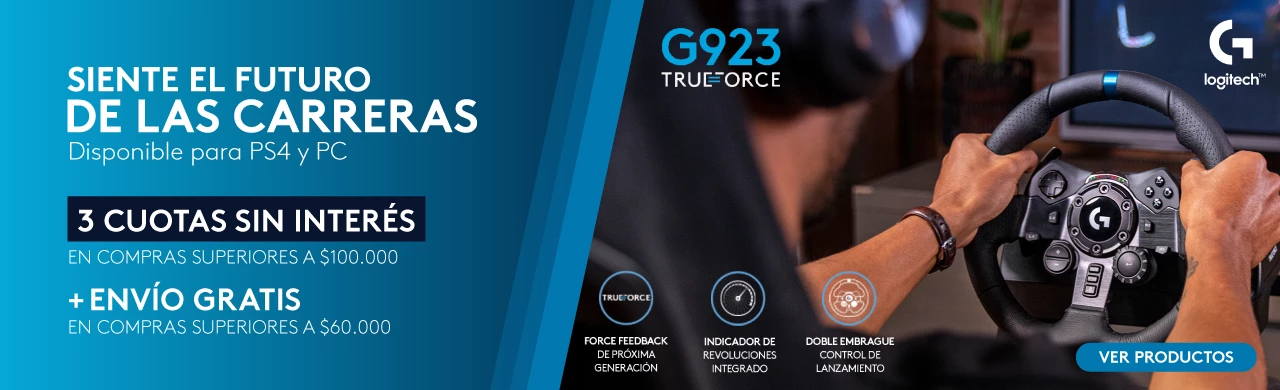 SIENTE EL FUTURO
DE LAS CARRERAS
Disponible para PS4 y PC
3 CUOTAS SIN INTERÉS
EN COMPRAS SUPERIORES A $100.000
+ ENVÍO GRATIS
EN COMPRAS SUPERIORES A $60.000
G923
TRUEFORCE
logitech™
TRUEFORCE
FORCE FEEDBACK
DE PRÓXIMA
GENERACIÓN
INDICADOR DE
REVOLUCIONES
INTEGRADO
DOBLE EMBRAGUE
CONTROL DE
LANZAMIENTO
VER PRODUCTOS